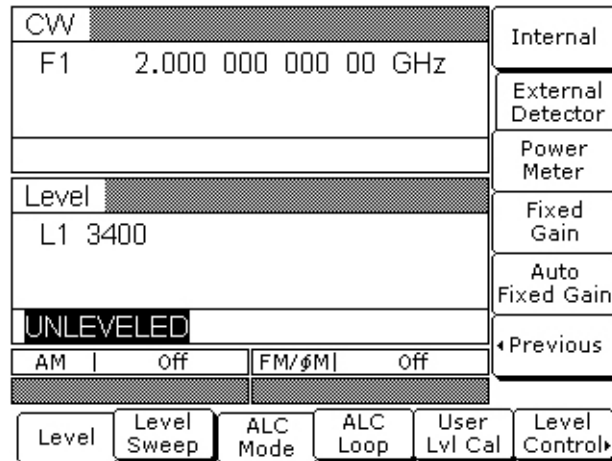 CW
F1 2.000 000 000 00 GHz
Level
L1 3400
UNLEVELED
AM | Off
FM/ϕM| Off
Internal
External
Detector
Power
Meter
Fixed
Gain
Auto
Fixed Gain
Previous
Level
Level
Sweep
ALC
Mode
ALC
Loop
User
Lvl Cal
Level
Control